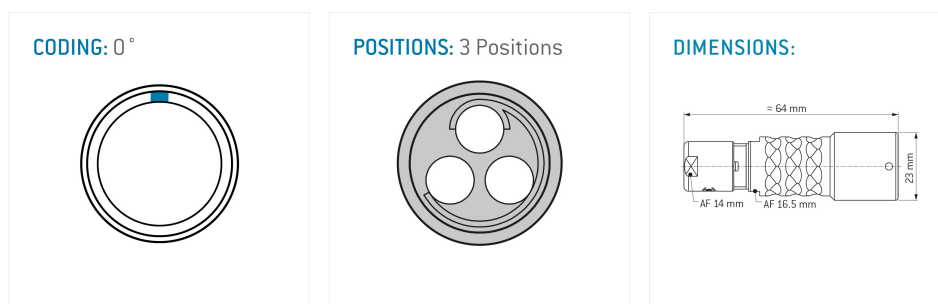 CODING: 0°
POSITIONS: 3 Positions
DIMENSIONS:
≈ 64 mm
23 mm
AF 14 mm
AF 16.5 mm